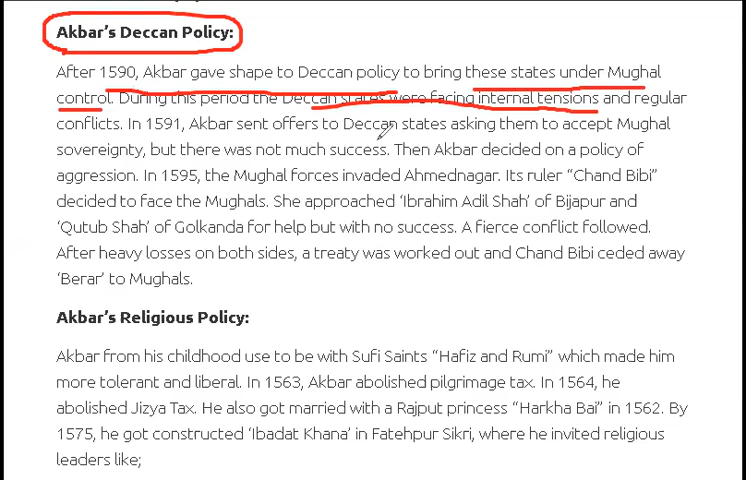 Akbar's Deccan Policy:
After 1590, Akbar gave shape to Deccan policy to bring these states under Mughal
control. During this period the Deccan states were facing internal tensions and regular
conflicts. In 1591, Akbar sent offers to Deccan states asking them to accept Mughal
sovereignty, but there was not much success. Then Akbar decided on a policy of
aggression. In 1595, the Mughal forces invaded Ahmednagar. Its ruler “Chand Bibi”
decided to face the Mughals. She approached ‘Ibrahim Adil Shah’ of Bijapur and
‘Qutub Shah’ of Golkanda for help but with no success. A fierce conflict followed.
After heavy losses on both sides, a treaty was worked out and Chand Bibi ceded away
‘Berar’ to Mughals.
Akbar's Religious Policy:
Akbar from his childhood use to be with Sufi Saints “Hafiz and Rumi” which made him
more tolerant and liberal. In 1563, Akbar abolished pilgrimage tax. In 1564, he
abolished Jizya Tax. He also got married with a Rajput princess “Harkha Bai” in 1562. By
1575, he got constructed ‘Ibadat Khana’ in Fatehpur Sikri, where he invited religious
leaders like;